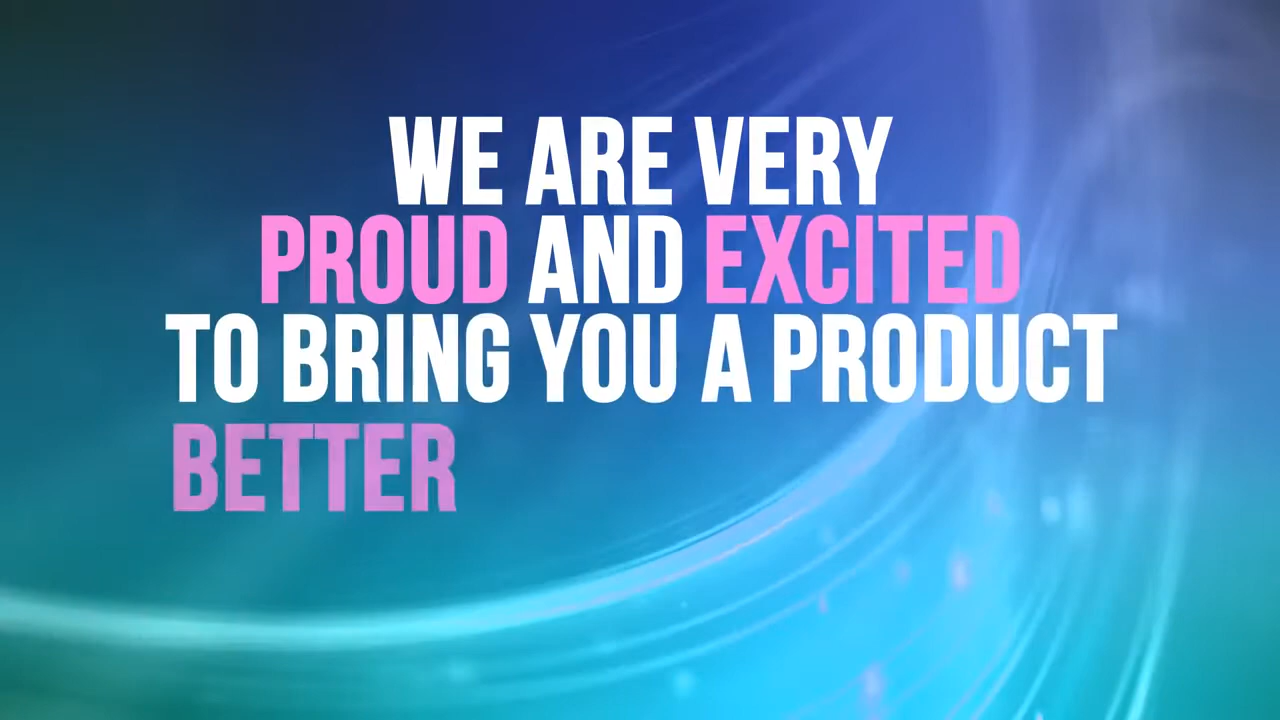 WE ARE VERY
PROUD AND EXCITED
TO BRING YOU A PRODUCT
BETTER